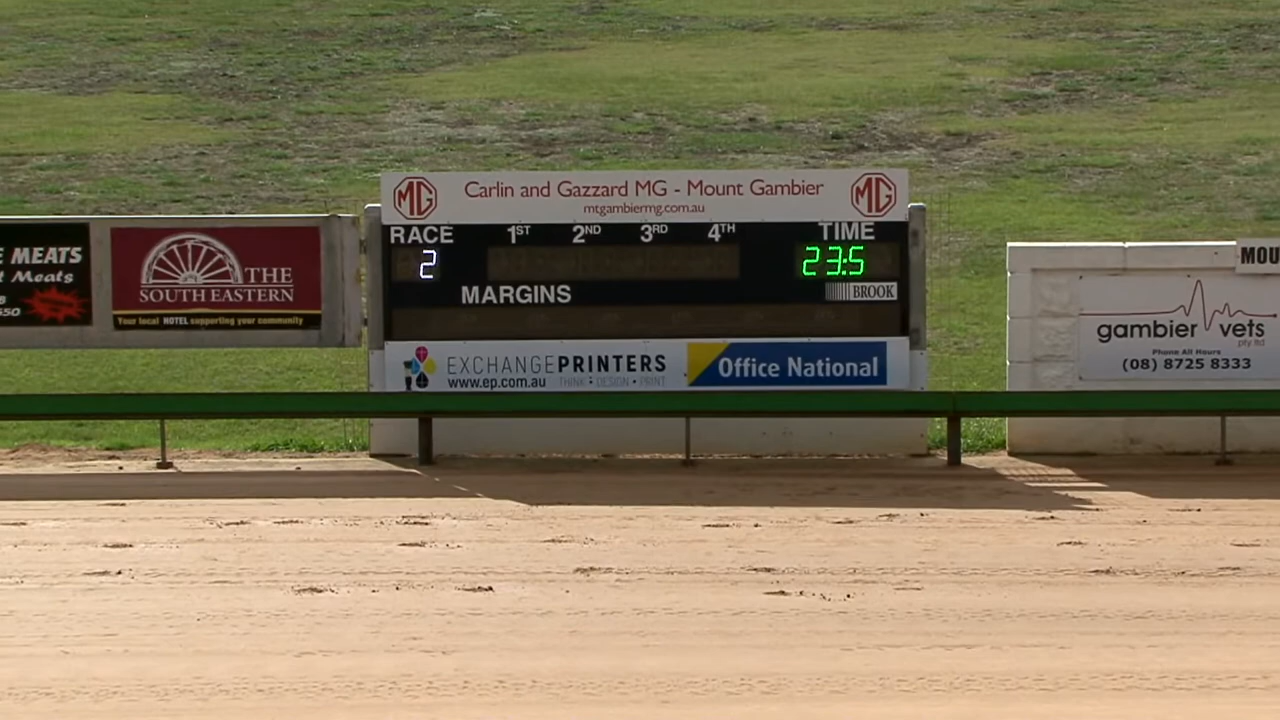 MG Carlin and Gazzard MG - Mount Gambier MG
mtgambiermg.com.au
RACE 1ST 2ND 3RD 4TH TIME
2 23.5
MARGINS BROOK
EXCHANGEPRINTERS
www.ep.com.au THINK : DESIGN • PRINT
Office National
MEATS
Meats
THE
SOUTH EASTERN
Your local HOTEL supporting your community
MOU
gambier vets
pty ltd
Phone All Hours
(08) 8725 8333